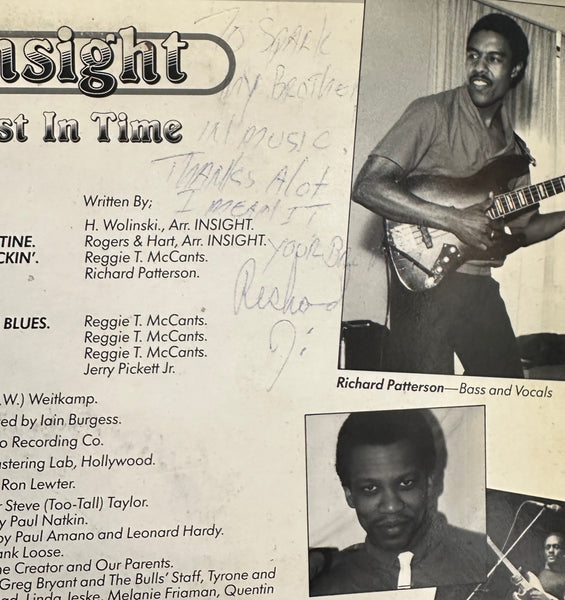 nsight
st In Time
To Spark
My Brother
IN MUSIC.
THANKS Alot
I MEAN IT
YOUR
Written By;
H. Wolinski., Arr. INSIGHT.
TINE. Rogers & Hart, Arr. INSIGHT.
CKIN'. Reggie T. McCants.
Richard Patterson.
BLUES. Reggie T. McCants.
Reggie T. McCants.
Reggie T. McCants.
Jerry Pickett Jr.
.W.) Weitkamp.
ed by Iain Burgess.
o Recording Co.
astering Lab, Hollywood.
Ron Lewter.
r Steve (Too-Tall) Taylor.
y Paul Natkin.
by Paul Amano and Leonard Hardy.
ank Loose.
e Creator and Our Parents.
Greg Bryant and The Bulls' Staff, Tyrone and
ad, Linda Jeske, Melanie Friaman, Quentin
Richard Patterson—Bass and Vocals